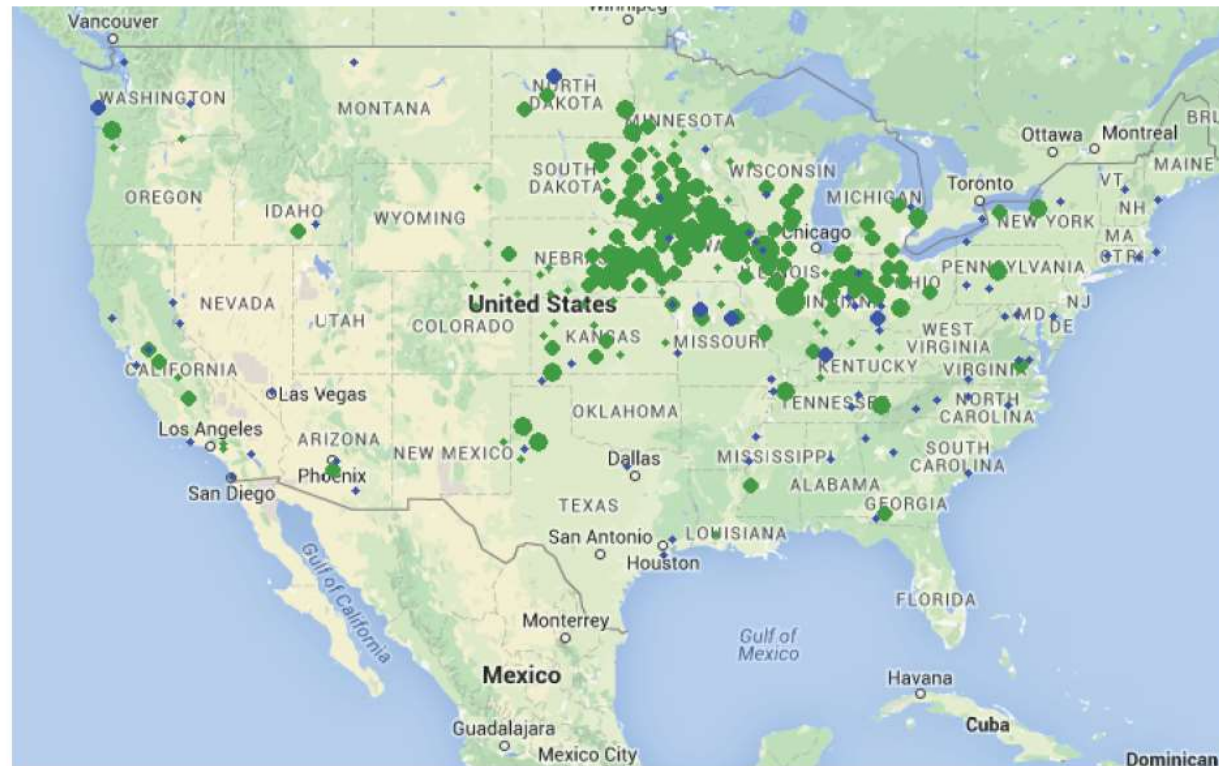 Winnipeg
Vancouver
WASHINGTON
MONTANA
NORTH
DAKOTA
MINNESOTA
Ottawa
Montreal
MAINE
OREGON
IDAHO
WYOMING
SOUTH
DAKOTA
WISCONSIN
MICHIGAN
Toronto
VT
NH
NEW YORK
MA
Chicago
NEVADA
UTAH
COLORADO
United States
KANSAS
MISSOURI
PENNSYLVANIA
NJ
MD
DE
WEST
VIRGINIA
KENTUCKY
CALIFORNIA
Las Vegas
OKLAHOMA
NORTH
CAROLINA
Los Angeles
ARIZONA
Phoenix
NEW MEXICO
Dallas
MISSISSIPPI
SOUTH
CAROLINA
San Diego
TEXAS
ALABAMA
GEORGIA
San Antonio
Houston
LOUISIANA
Gulf of California
FLORIDA
Monterrey
Gulf of
Mexico
Mexico
Havana
Cuba
Guadalajara
Mexico City
Dominican